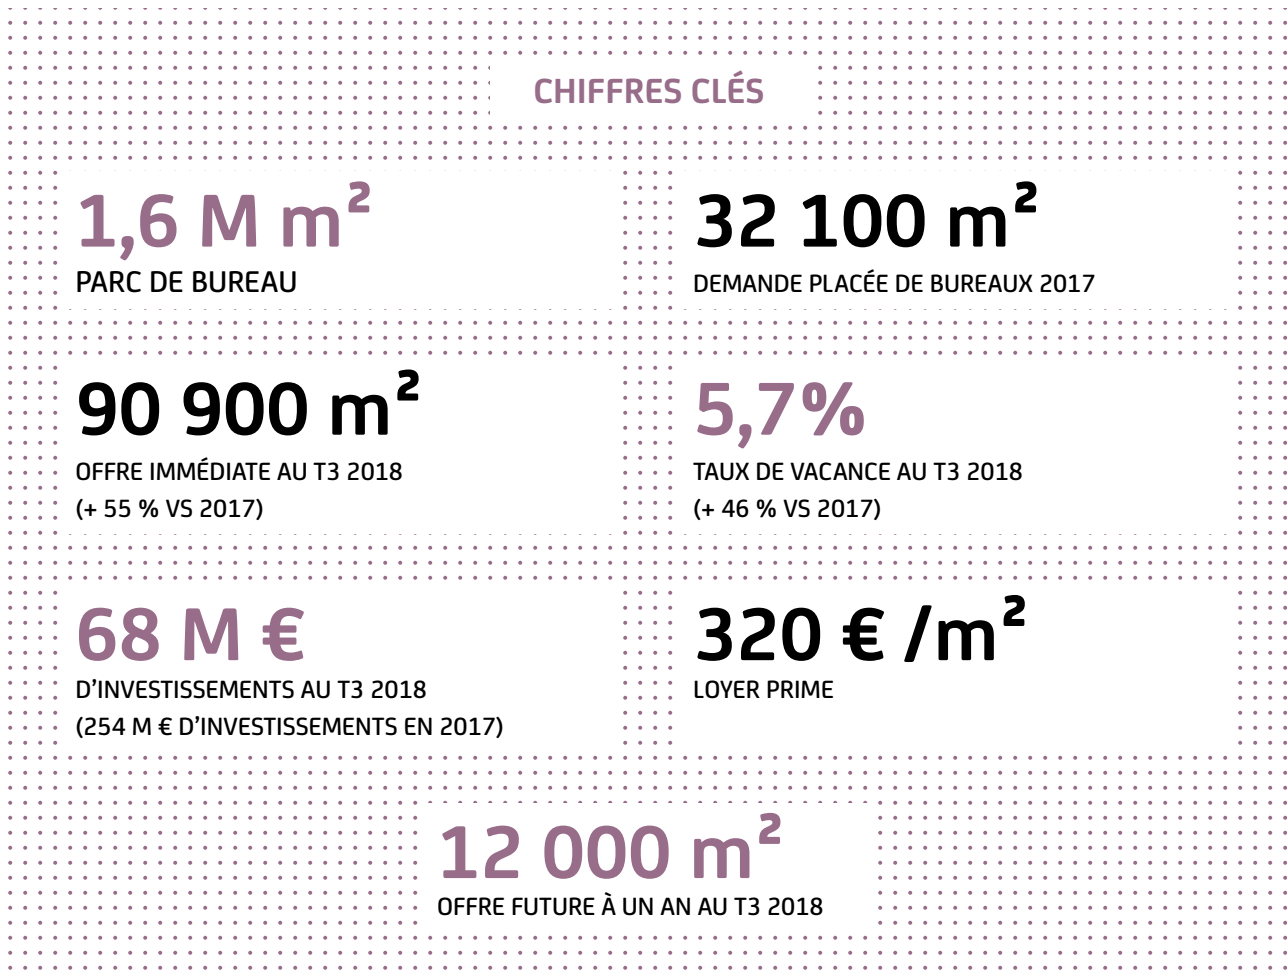 CHIFFRES CLÉS
1,6 M m²
PARC DE BUREAU
32 100 m²
DEMANDE PLACÉE DE BUREAUX 2017
90 900 m²
OFFRE IMMÉDIATE AU T3 2018
(+ 55 % VS 2017)
5,7%
TAUX DE VACANCE AU T3 2018
(+ 46 % VS 2017)
68 M €
D’INVESTISSEMENTS AU T3 2018
(254 M € D’INVESTISSEMENTS EN 2017)
320 € /m²
LOYER PRIME
12 000 m²
OFFRE FUTURE À UN AN AU T3 2018